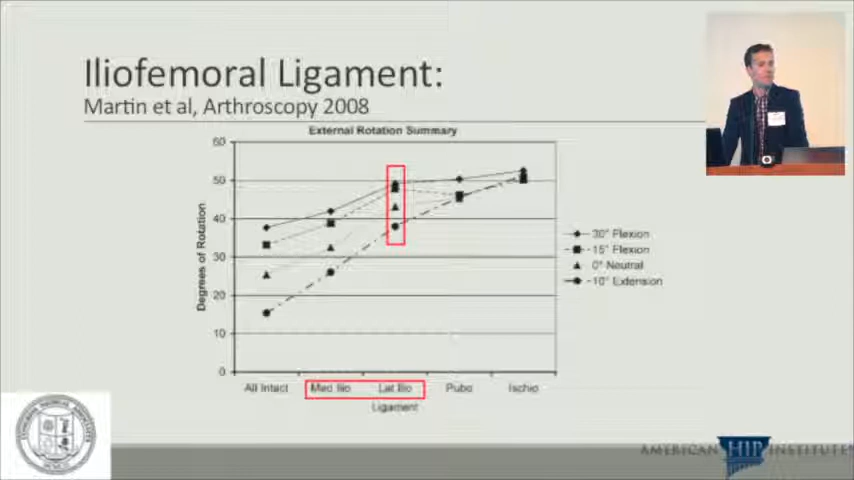 Iliofemoral Ligament:
Martin et al, Arthroscopy 2008
External Rotation Summary
60
50
40
30
20
10
0
Degrees of Rotation
All Intact
Med Ilio
Lat Ilio
Pubo
Ischio
Ligament
30° Flexion
15° Flexion
0° Neutral
-10° Extension
AMERICAN HIP INSTITUTE